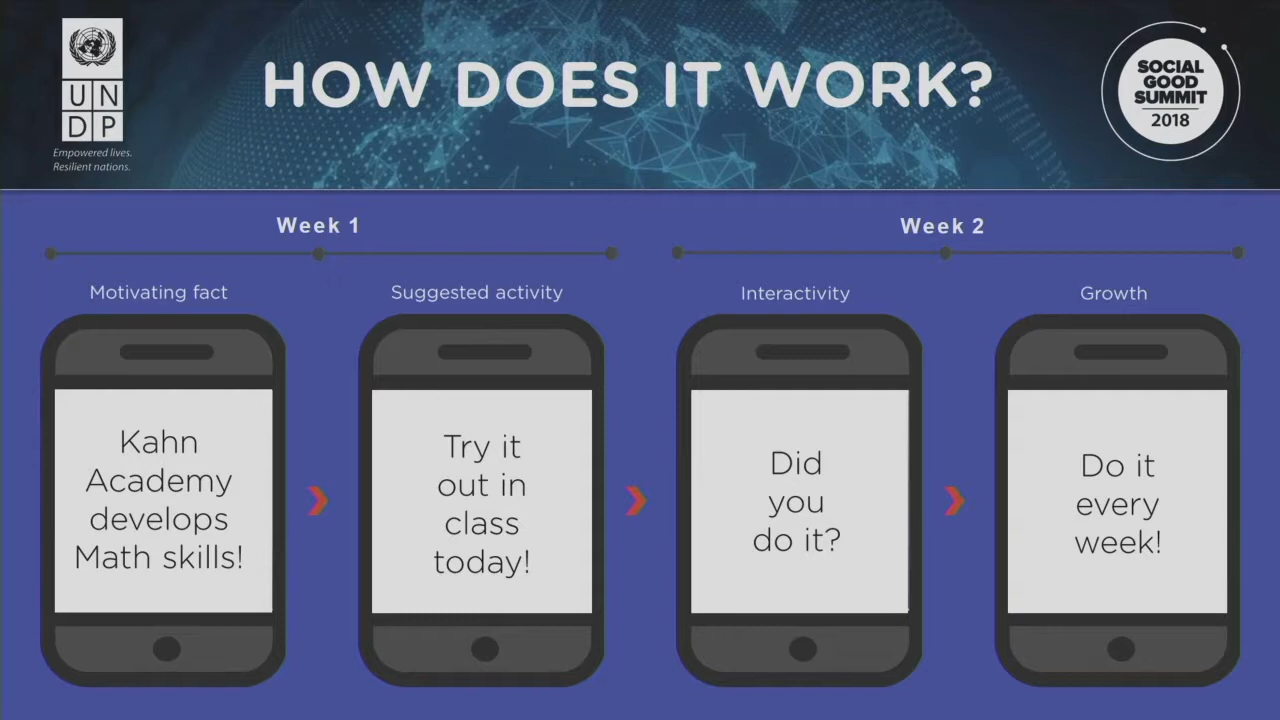 HOW DOES IT WORK?
UN
DP
Empowered lives.
Resilient nations.
SOCIAL
GOOD
SUMMIT
2018
Week 1
Week 2
Motivating fact
Suggested activity
Interactivity
Growth
Kahn
Academy
develops
Math skills!
Try it
out in
class
today!
Did
you
do it?
Do it
every
week!